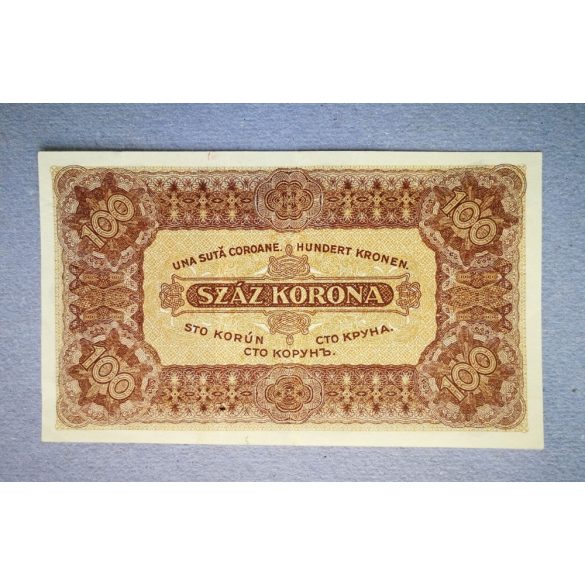 100 100
UNA SUTĂ COROANE. HUNDERT KRONEN.
SZÁZ KORONA
STO KORÚN СТО КРУНА.
СТО КОРУНЪ.
100 100